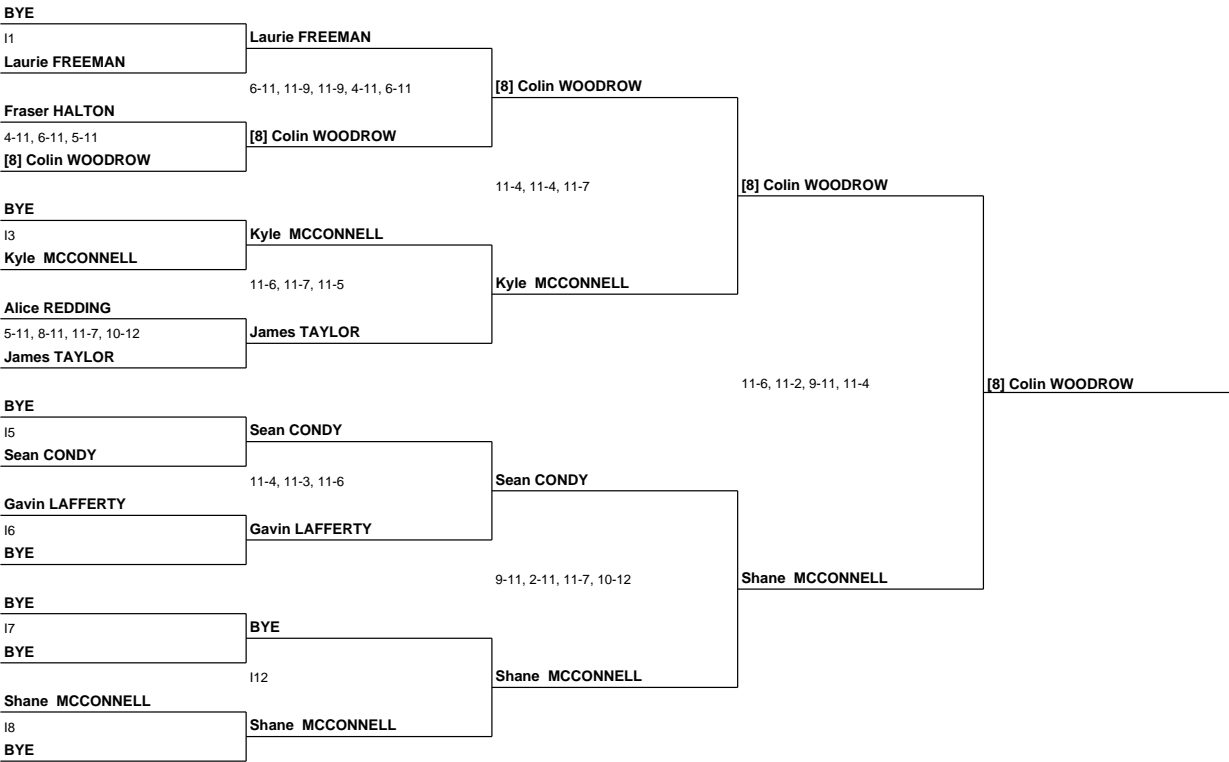 BYE
I1
Laurie FREEMAN
Fraser HALTON
4-11, 6-11, 5-11
[8] Colin WOODROW
BYE
I3
Kyle MCCONNELL
Alice REDDING
5-11, 8-11, 11-7, 10-12
James TAYLOR
BYE
I5
Sean CONDY
Gavin LAFFERTY
I6
BYE
BYE
I7
BYE
Shane MCCONNELL
I8
BYE
Laurie FREEMAN
6-11, 11-9, 11-9, 4-11, 6-11
[8] Colin WOODROW
Kyle MCCONNELL
11-6, 11-7, 11-5
James TAYLOR
Sean CONDY
11-4, 11-3, 11-6
Gavin LAFFERTY
BYE
I12
Shane MCCONNELL
[8] Colin WOODROW
11-4, 11-4, 11-7
Kyle MCCONNELL
Sean CONDY
9-11, 2-11, 11-7, 10-12
Shane MCCONNELL
[8] Colin WOODROW
11-6, 11-2, 9-11, 11-4
Shane MCCONNELL
[8] Colin WOODROW